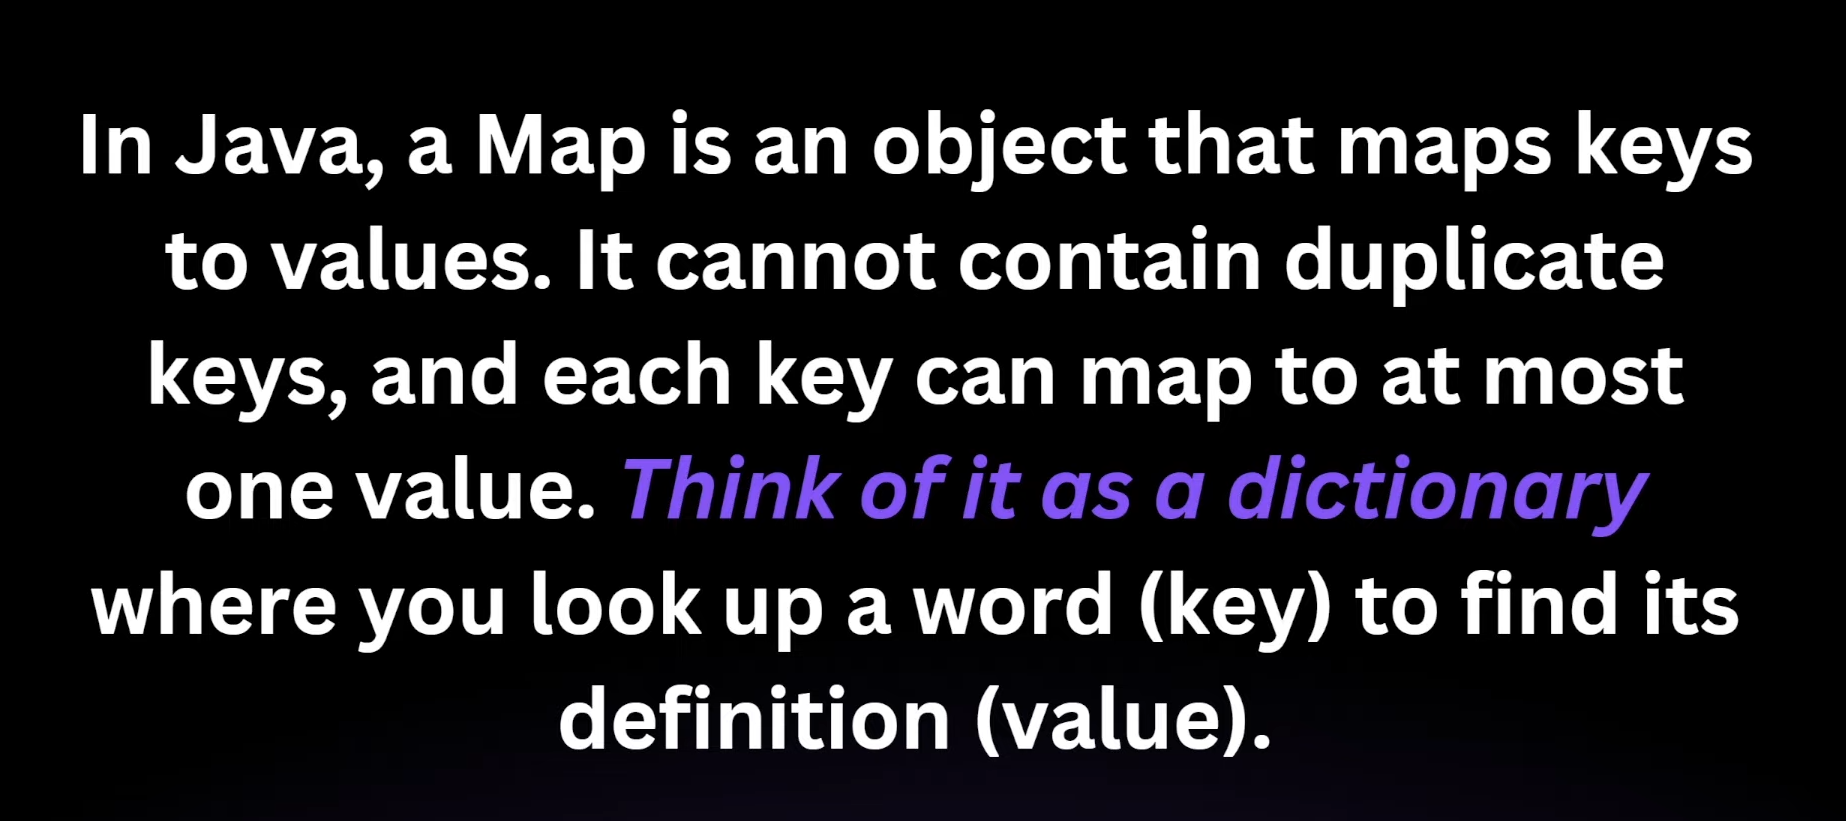 In Java, a Map is an object that maps keys
to values. It cannot contain duplicate
keys, and each key can map to at most
one value. Think of it as a dictionary
where you look up a word (key) to find its
definition (value).